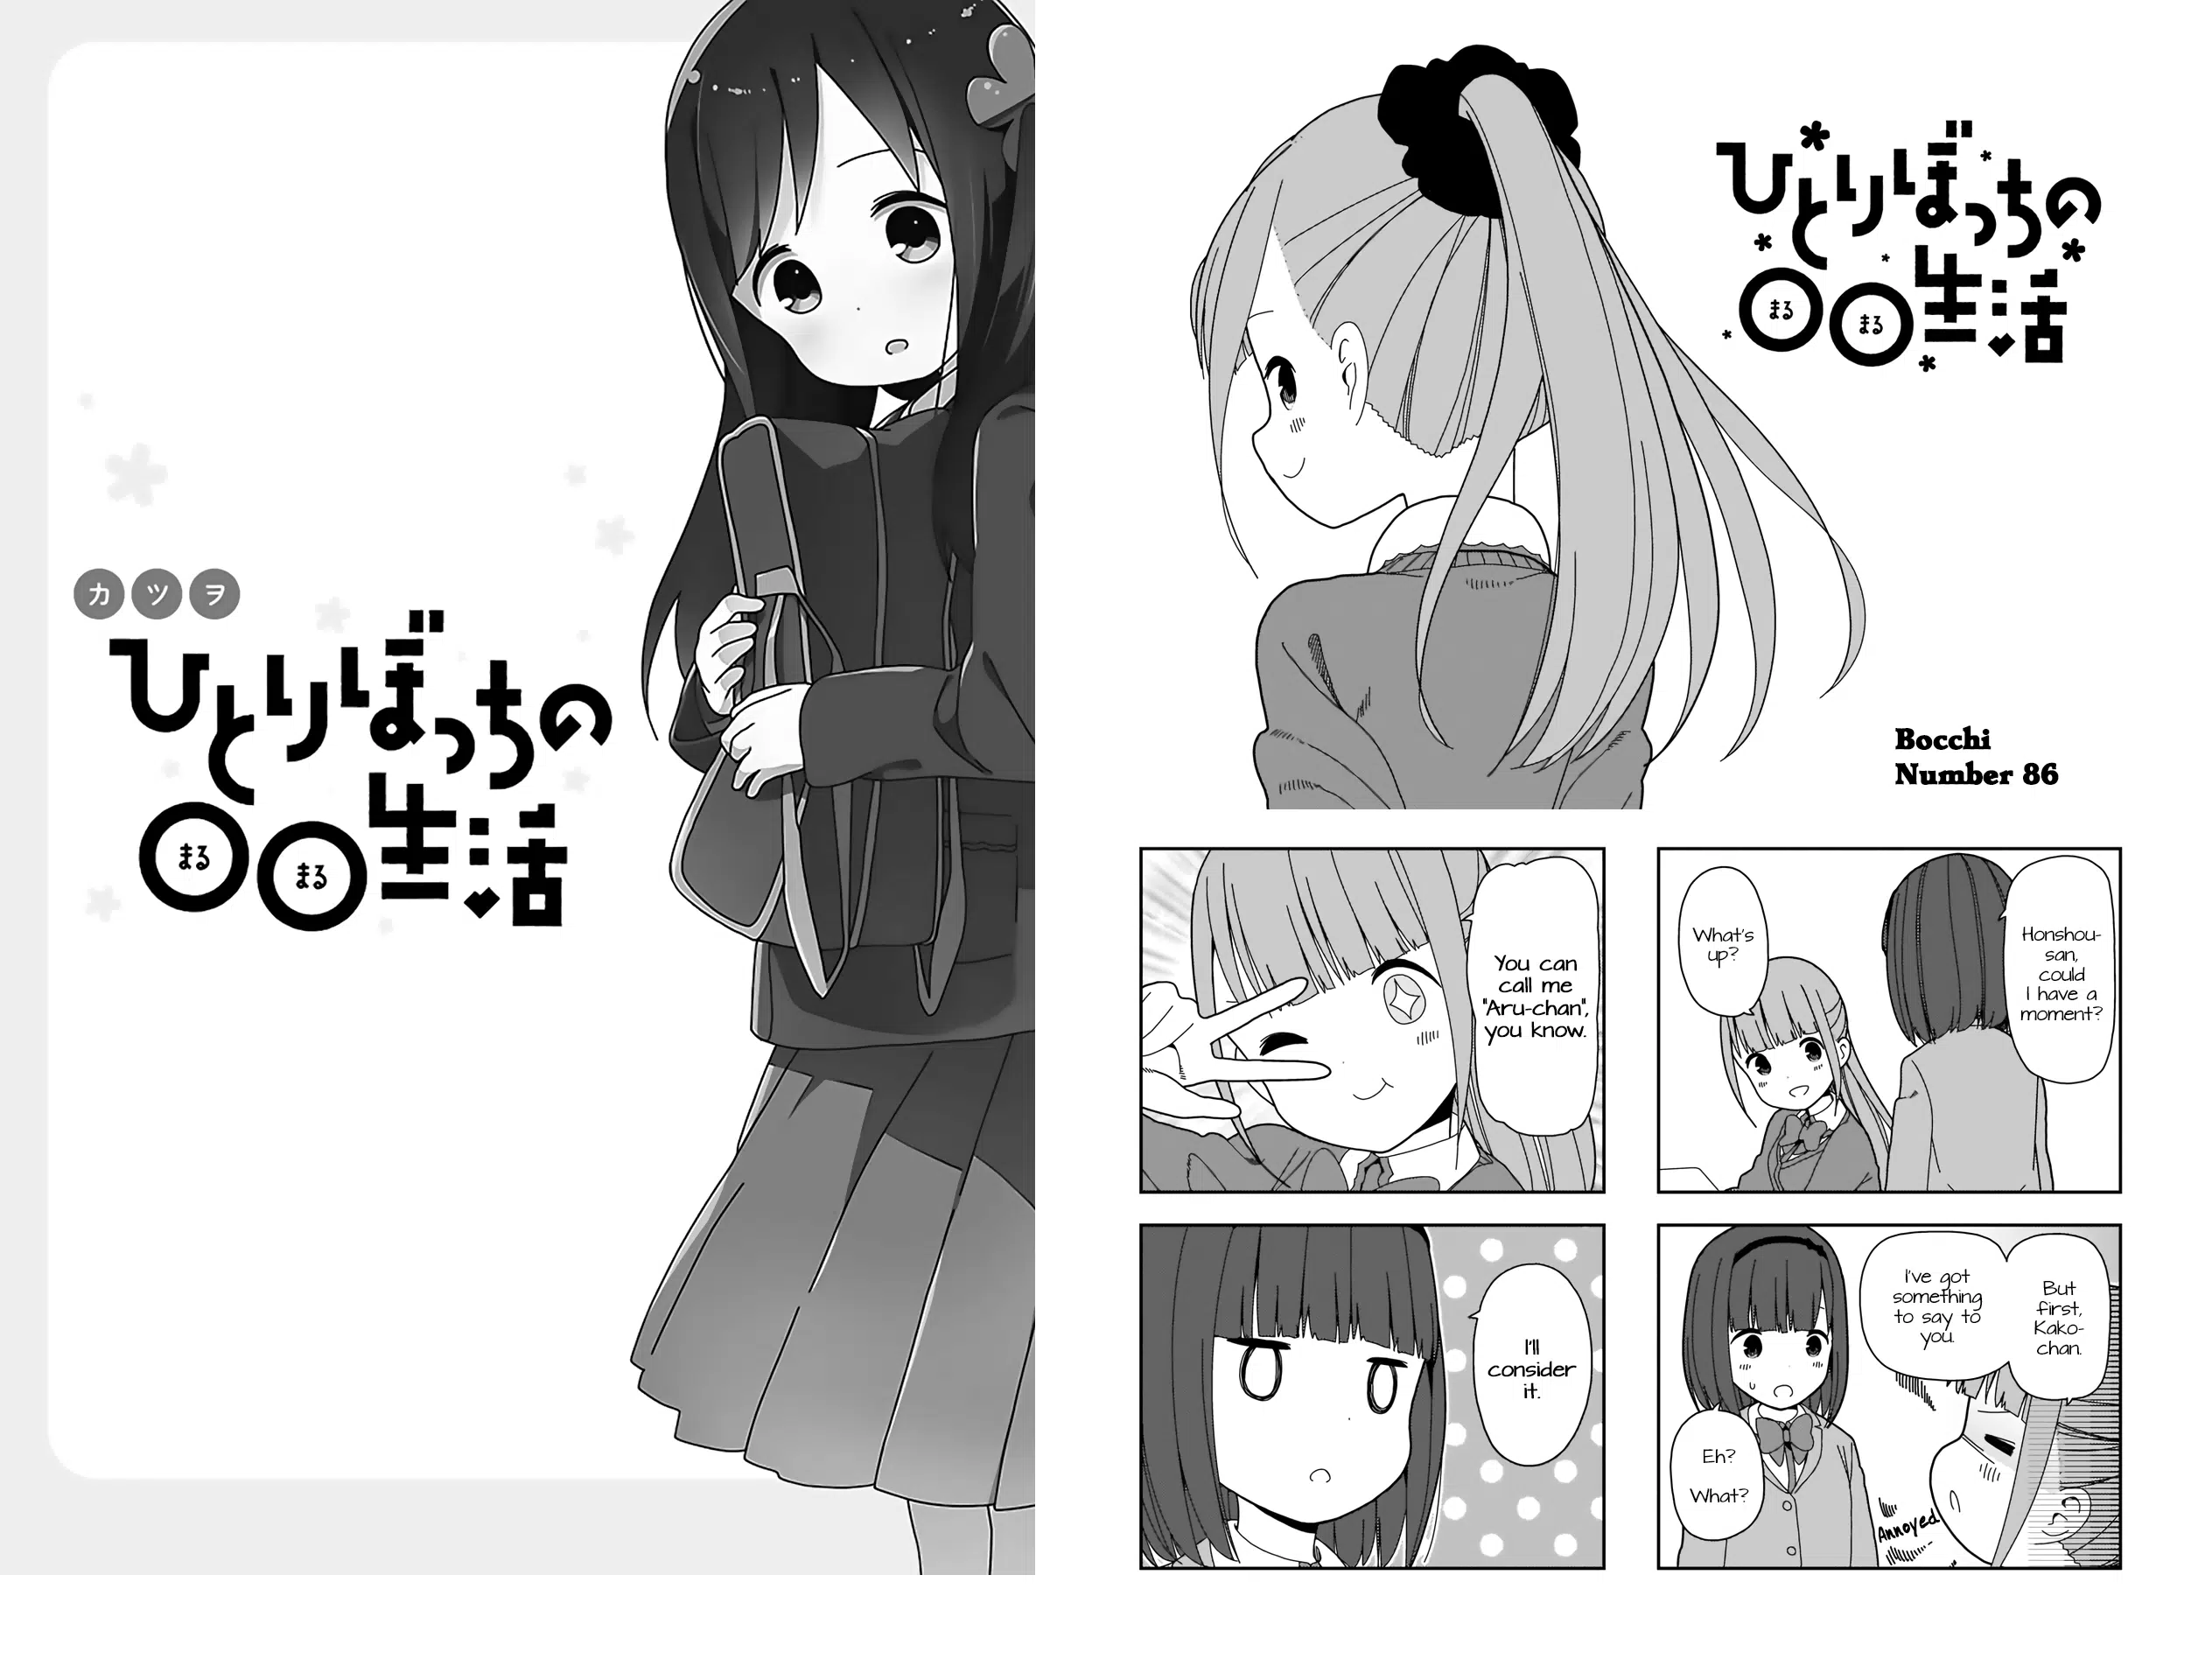 カツヲ
ひとりぼっちの
まる
まる
生活
ひとりぼっちの
まる
まる
生活
Bocchi
Number 86
Honshou-
san,
could
I have a
moment?
What's
up?
But
first,
Kako-
chan.
I've got
something
to say to
you.
Eh?
What?
Annoyed
You can
call me
"Aru-chan",
you know.
I'll
consider
it.